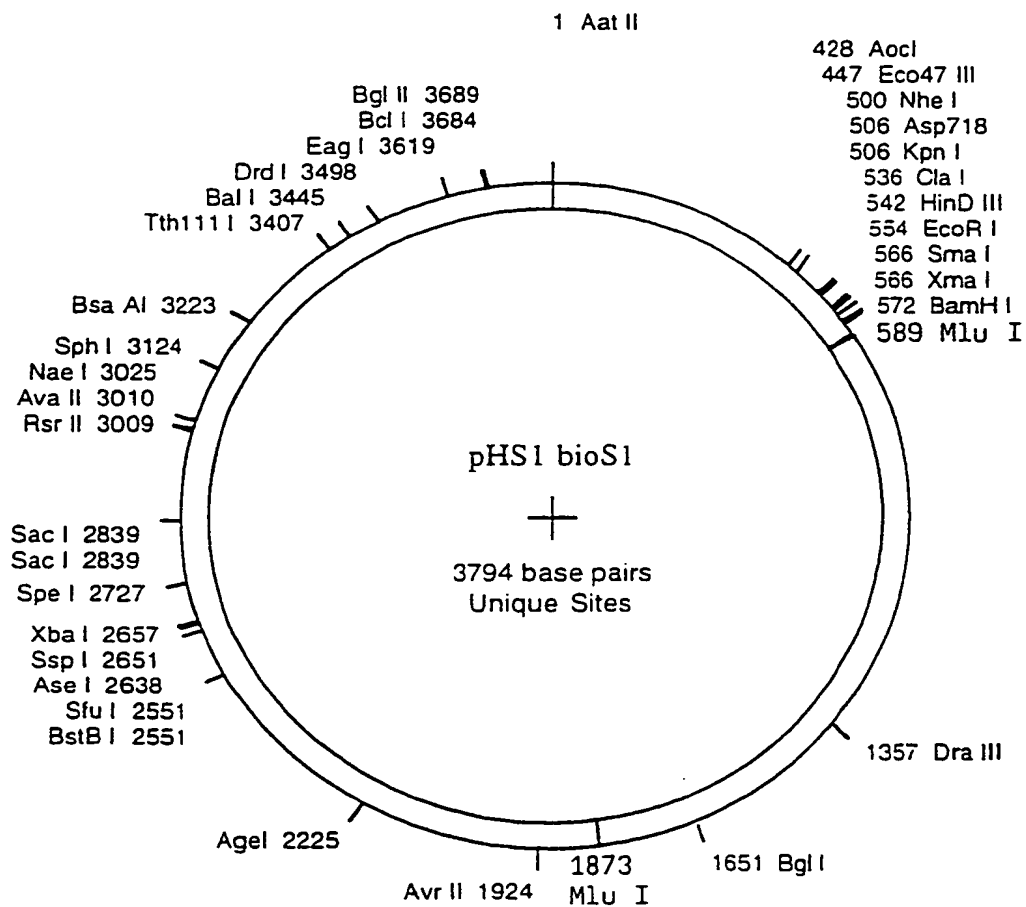 1 Aat II
428 AocI
447 Eco47 III
500 Nhe I
506 Asp718
506 Kpn I
536 Cla I
542 HinD III
554 EcoR I
566 Sma I
566 Xma I
572 BamH I
589 Mlu I
Bgl II 3689
Bcl I 3684
Eag I 3619
Drd I 3498
Bal I 3445
Tth111 I 3407
Bsa AI 3223
Sph I 3124
Nae I 3025
Ava II 3010
Rsr II 3009
pHS1 bioS1
3794 base pairs
Unique Sites
Sac I 2839
Sac I 2839
Spe I 2727
Xba I 2657
Ssp I 2651
Ase I 2638
Sfu I 2551
BstB I 2551
1357 Dra III
AgeI 2225
1651 Bgl I
Avr II 1924
1873
Mlu I